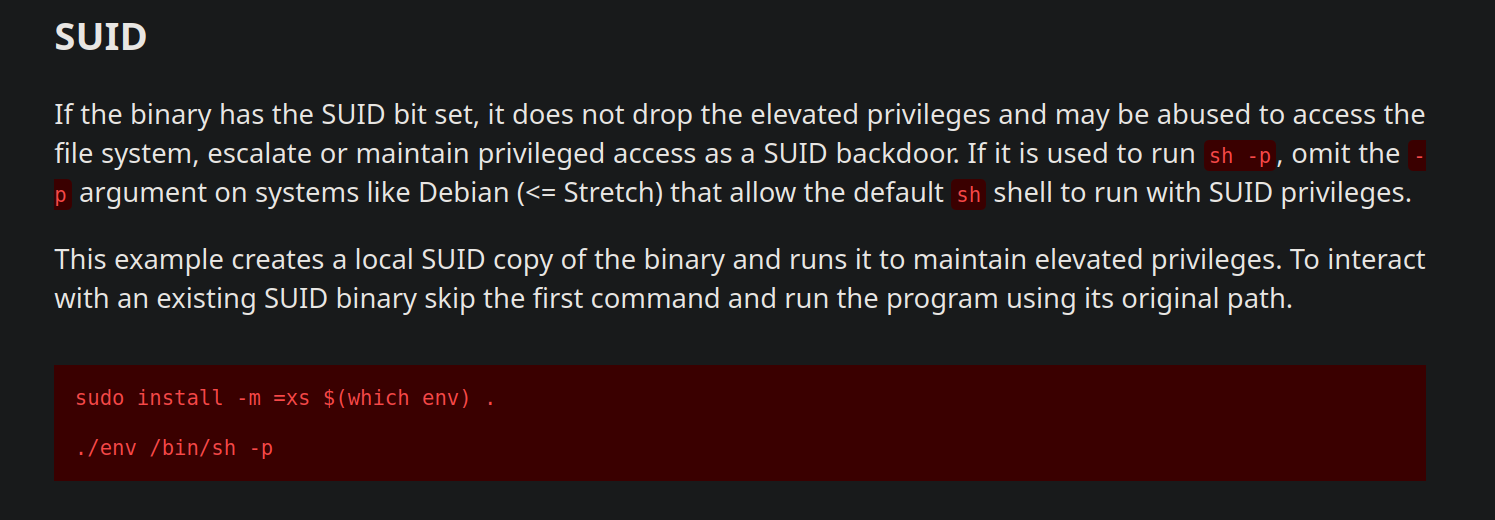 SUID
If the binary has the SUID bit set, it does not drop the elevated privileges and may be abused to access the
file system, escalate or maintain privileged access as a SUID backdoor. If it is used to run sh -p, omit the -
p argument on systems like Debian (<= Stretch) that allow the default sh shell to run with SUID privileges.
This example creates a local SUID copy of the binary and runs it to maintain elevated privileges. To interact
with an existing SUID binary skip the first command and run the program using its original path.
sudo install -m =xs $(which env) .
./env /bin/sh -p